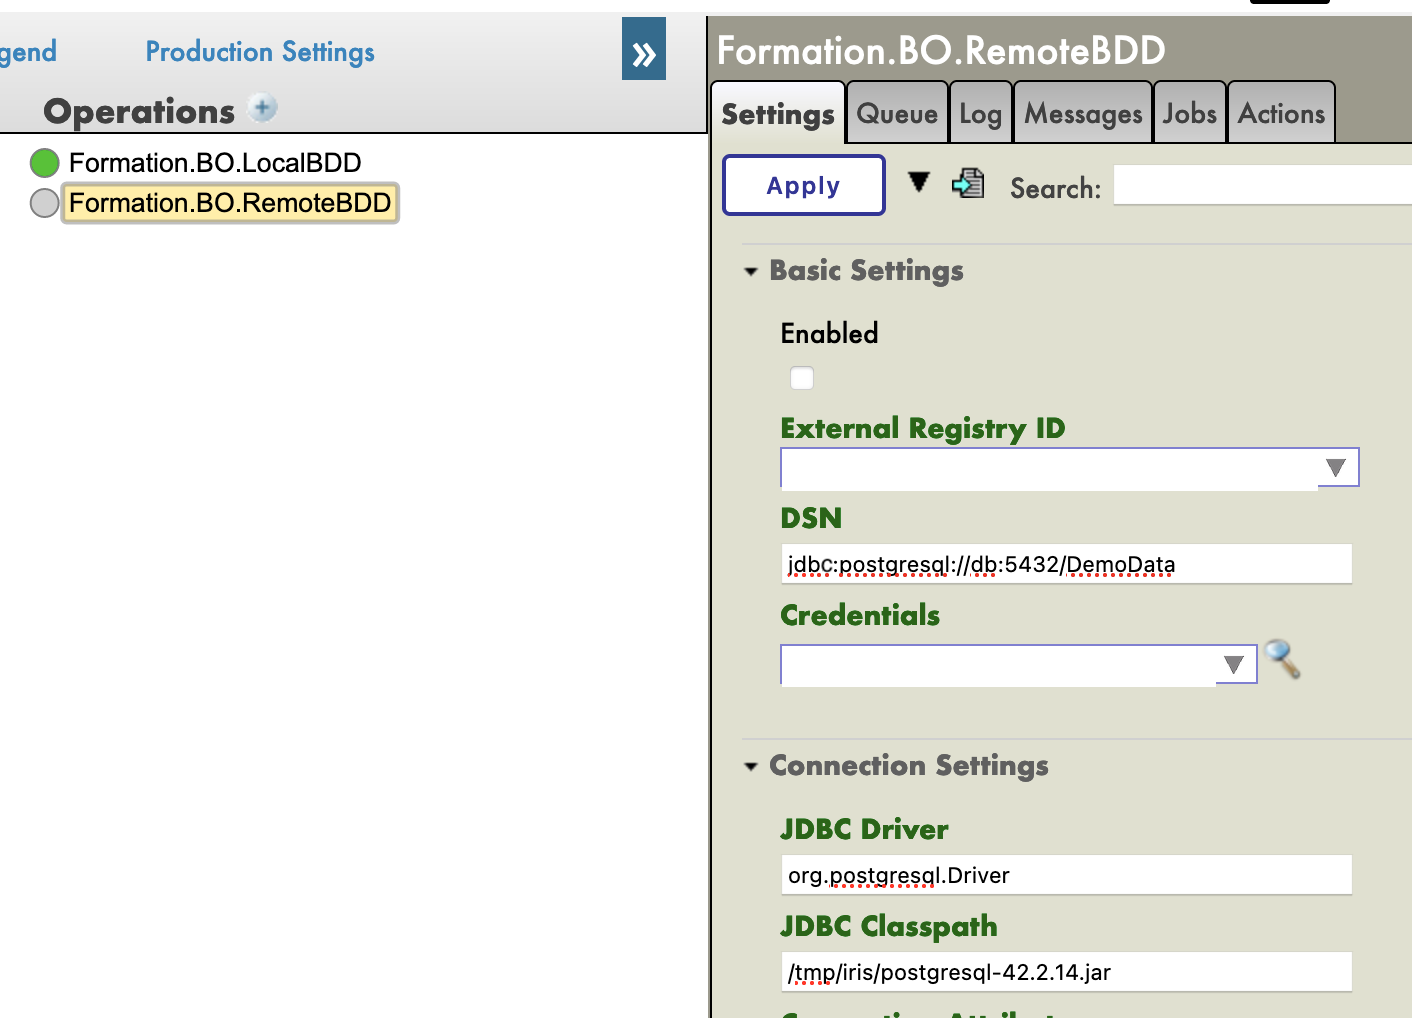 gend
Production Settings
»
Operations
Formation.BO.LocalBDD
Formation.BO.RemoteBDD
Formation.BO.RemoteBDD
Settings
Queue
Log
Messages
Jobs
Actions
Apply
Search:
Basic Settings
Enabled
External Registry ID
DSN
jdbc:postgresql://db:5432/DemoData
Credentials
Connection Settings
JDBC Driver
org.postgresql.Driver
JDBC Classpath
/tmp/iris/postgresql-42.2.14.jar